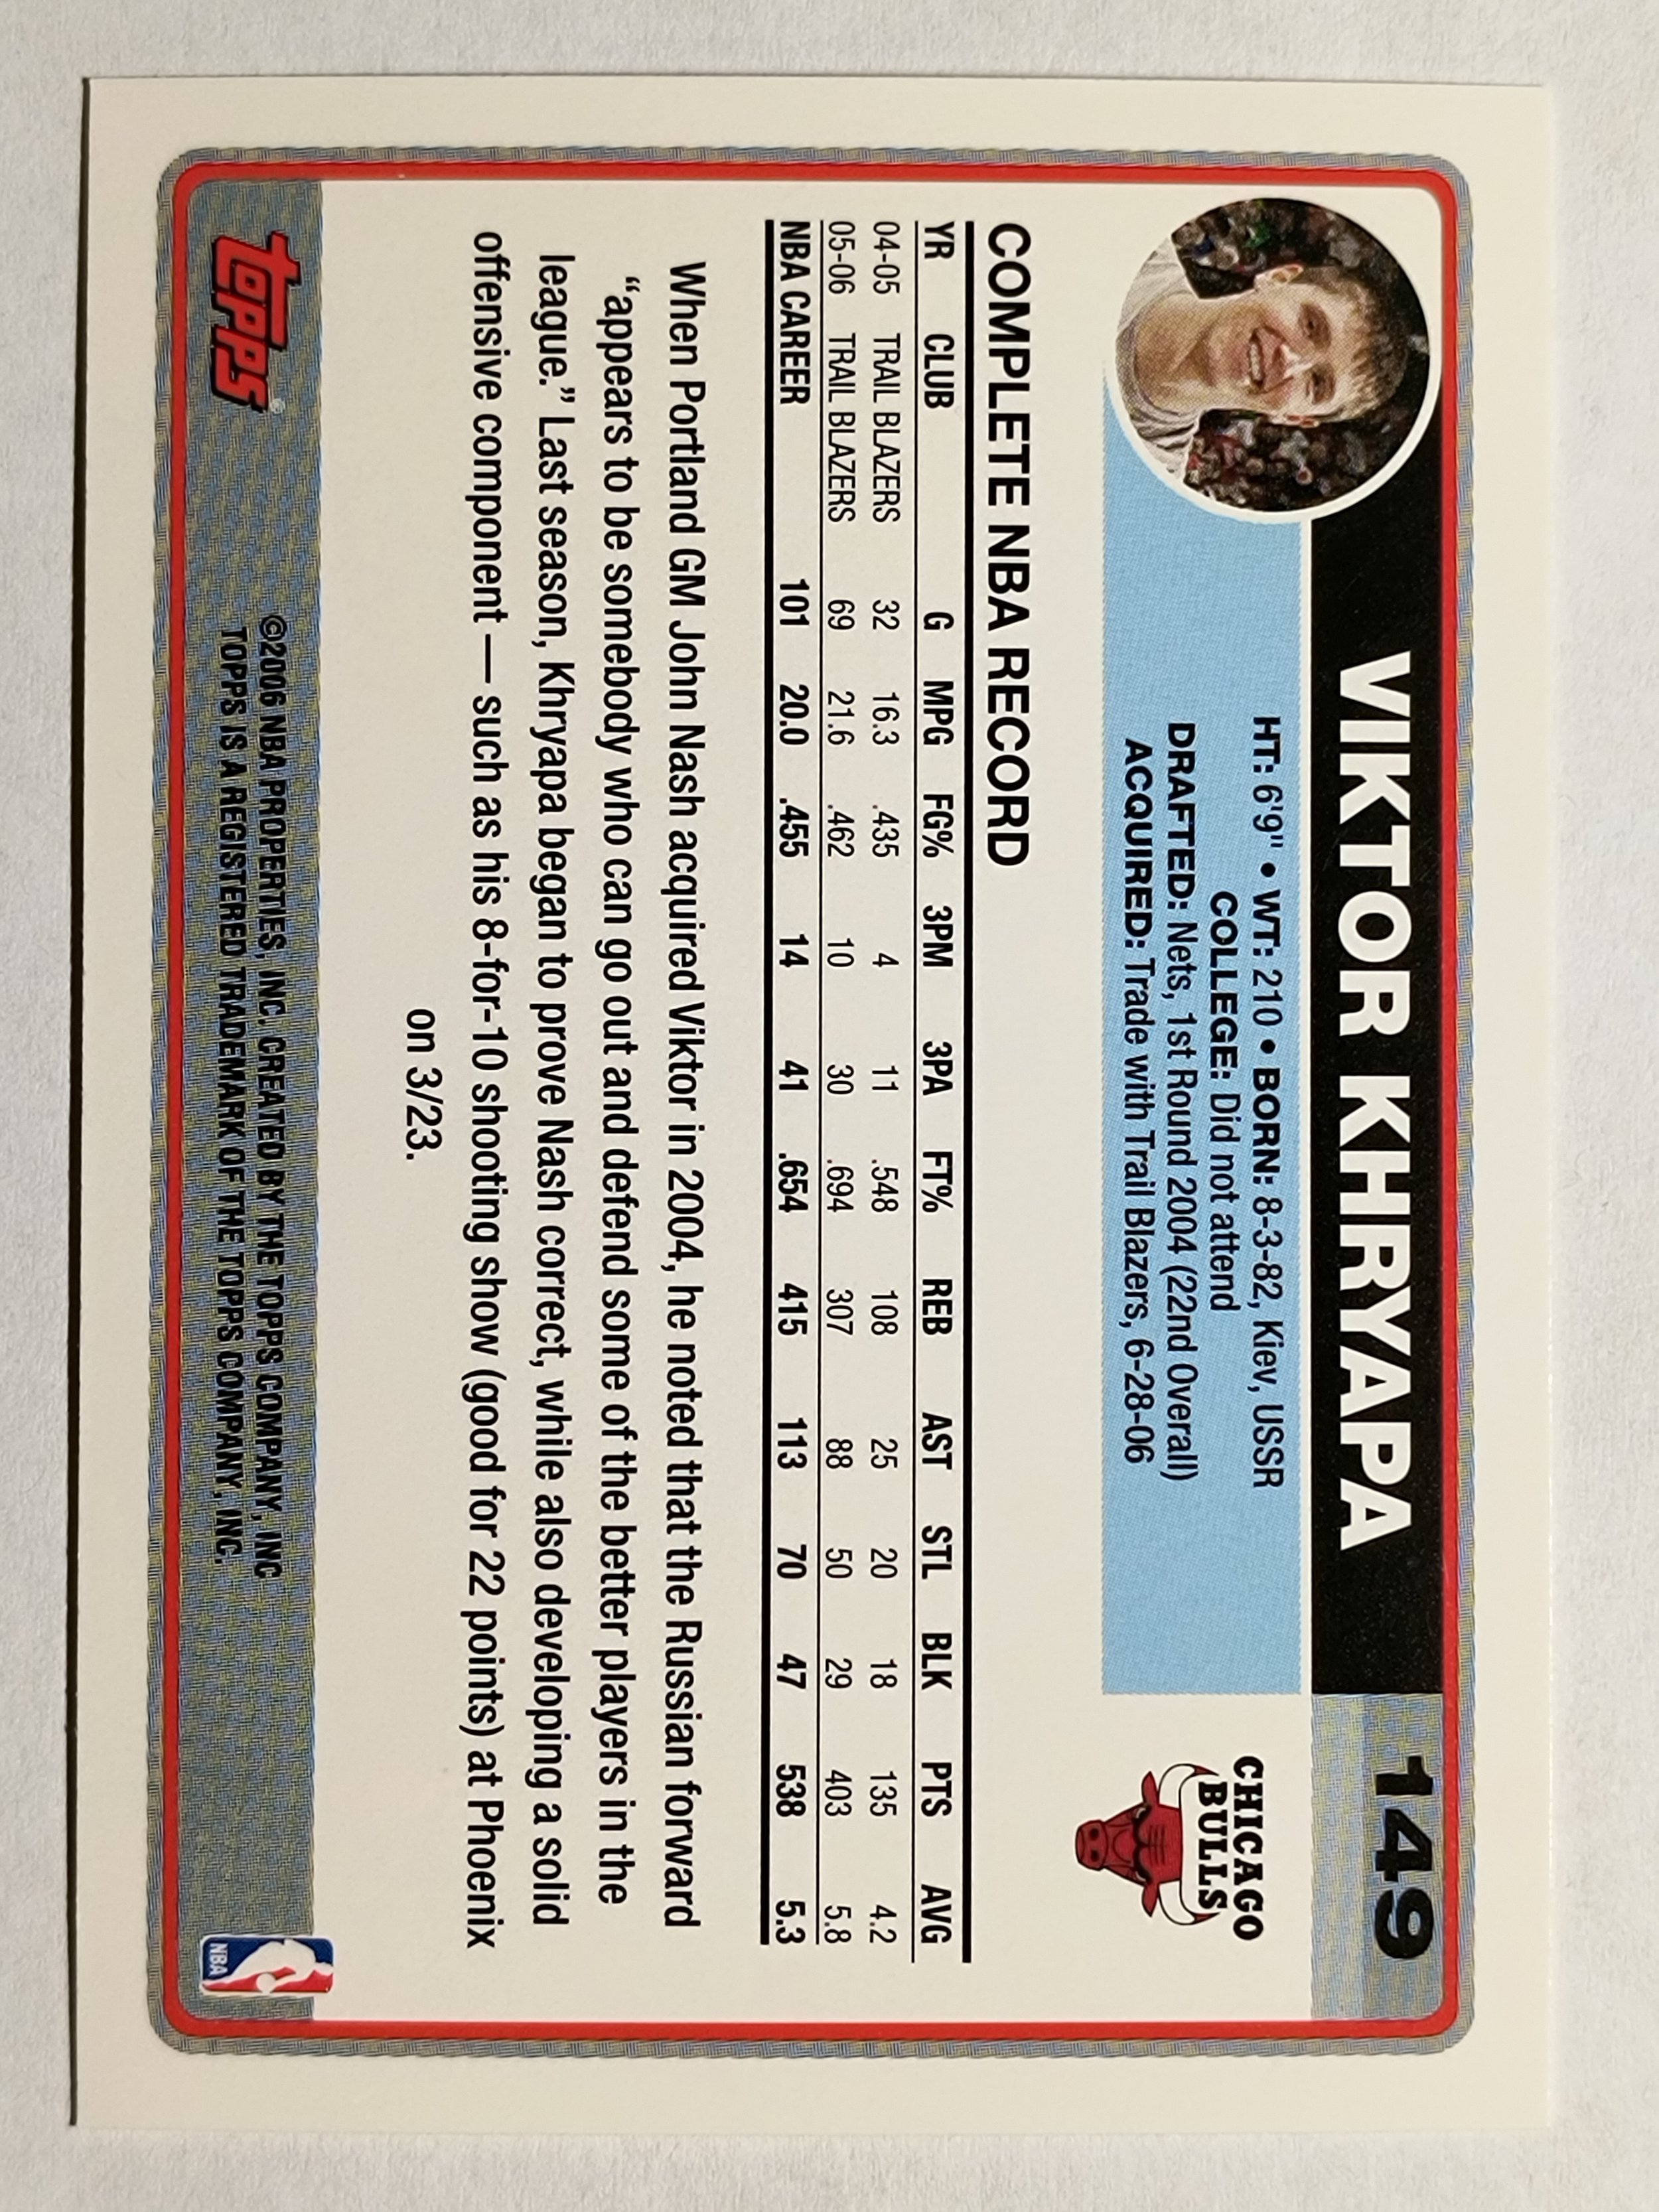 VIKTOR KHRYAPA
149
HT: 6'9" • WT: 210 • BORN: 8-3-82, Kiev, USSR
COLLEGE: Did not attend
DRAFTED: Nets, 1st Round 2004 (22nd Overall)
ACQUIRED: Trade with Trail Blazers, 6-28-06
CHICAGO
BULLS
COMPLETE NBA RECORD
YR CLUB G MPG FG% 3PM 3PA FT% REB AST STL BLK PTS AVG
04-05 TRAIL BLAZERS 32 16.3 .435 4 11 .548 108 25 20 18 135 4.2
05-06 TRAIL BLAZERS 69 21.6 .462 10 30 .694 307 88 50 29 403 5.8
NBA CAREER 101 20.0 .455 14 41 .654 415 113 70 47 538 5.3
When Portland GM John Nash acquired Viktor in 2004, he noted that the Russian forward
“appears to be somebody who can go out and defend some of the better players in the
league.” Last season, Khryapa began to prove Nash correct, while also developing a solid
offensive component — such as his 8-for-10 shooting show (good for 22 points) at Phoenix
on 3/23.
topps®
©2006 NBA PROPERTIES, INC. CREATED BY THE TOPPS COMPANY, INC
TOPPS IS A REGISTERED TRADEMARK OF THE TOPPS COMPANY, INC.
NBA